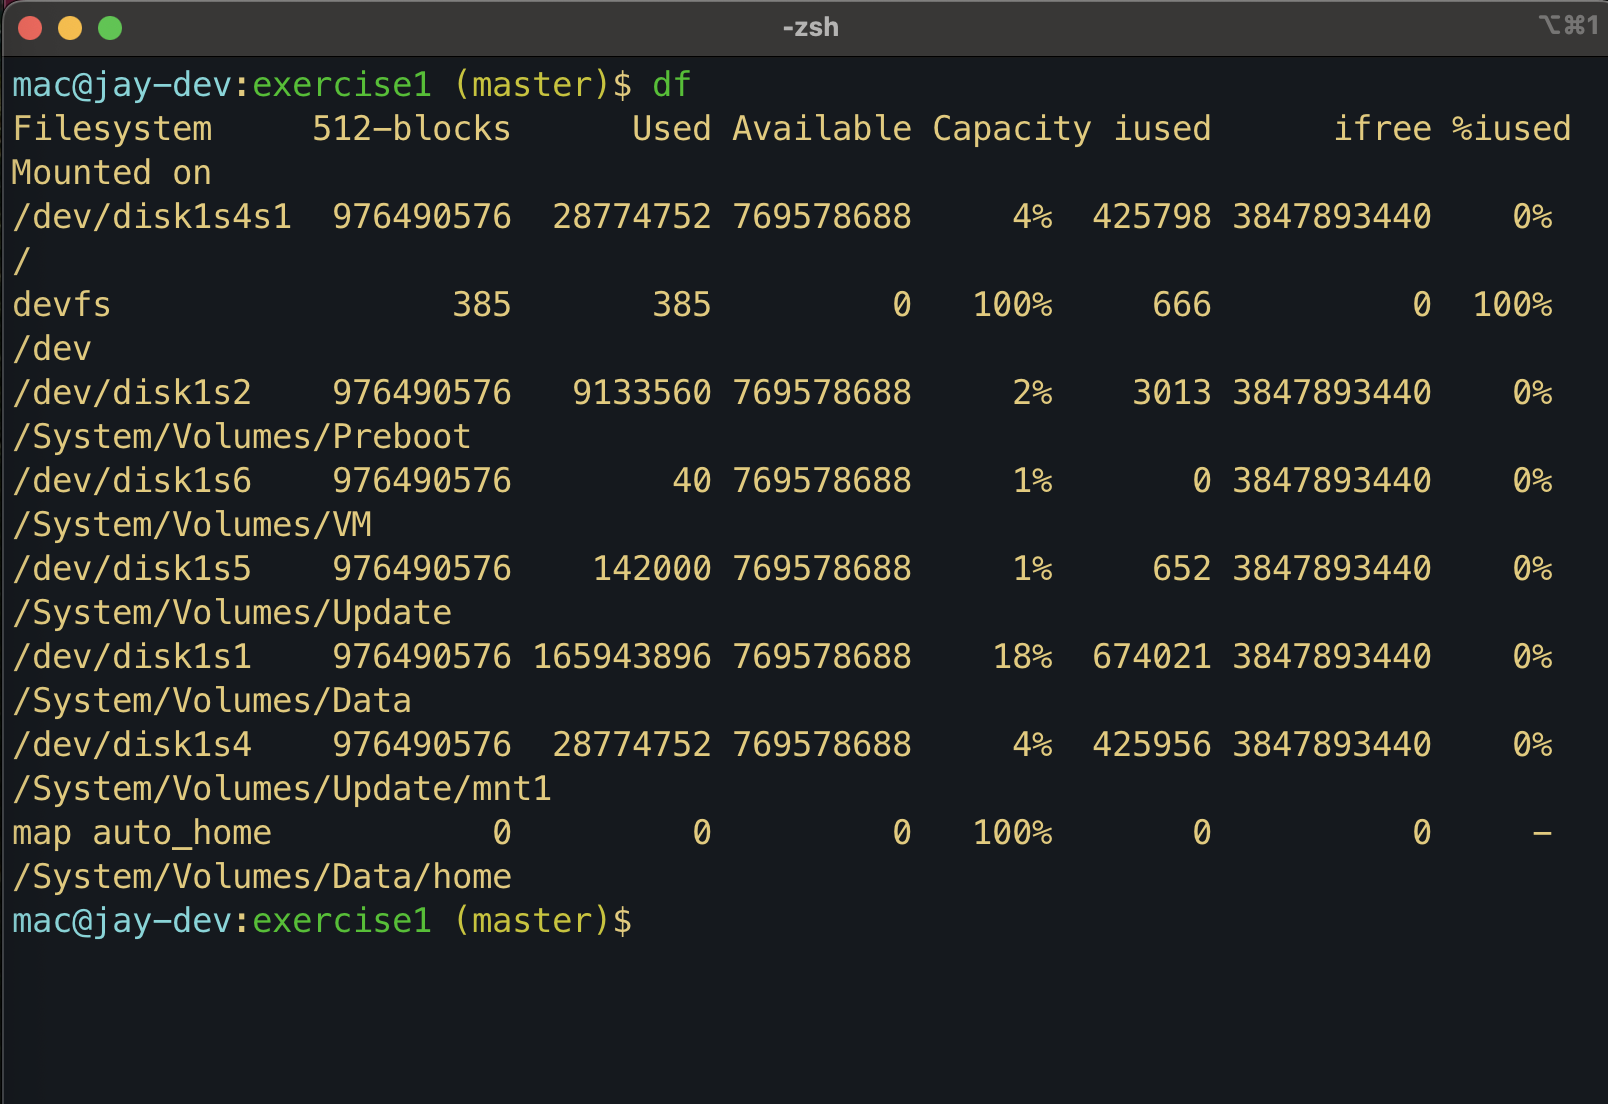 -zsh
⌥⌘1
mac@jay-dev:exercise1 (master)$ df
Filesystem     512-blocks      Used Available Capacity iused      ifree %iused
Mounted on
/dev/disk1s4s1  976490576  28774752 769578688     4%  425798 3847893440    0%
/
devfs                 385       385         0   100%     666          0  100%
/dev
/dev/disk1s2    976490576   9133560 769578688     2%    3013 3847893440    0%
/System/Volumes/Preboot
/dev/disk1s6    976490576        40 769578688     1%       0 3847893440    0%
/System/Volumes/VM
/dev/disk1s5    976490576    142000 769578688     1%     652 3847893440    0%
/System/Volumes/Update
/dev/disk1s1    976490576 165943896 769578688    18%  674021 3847893440    0%
/System/Volumes/Data
/dev/disk1s4    976490576  28774752 769578688     4%  425956 3847893440    0%
/System/Volumes/Update/mnt1
map auto_home           0         0         0   100%       0          0     -
/System/Volumes/Data/home
mac@jay-dev:exercise1 (master)$